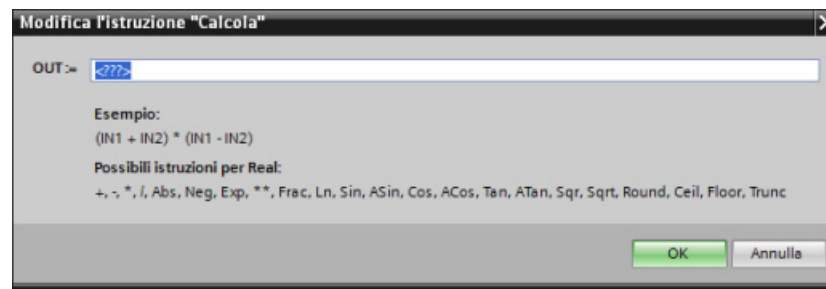 Modifica l'istruzione "Calcola"
OUT:= <???>
Esempio:
(IN1 + IN2) * (IN1 - IN2)
Possibili istruzioni per Real:
+, -, *, /, Abs, Neg, Exp, **, Frac, Ln, Sin, ASin, Cos, ACos, Tan, ATan, Sqr, Sqrt, Round, Ceil, Floor, Trunc
OK Annulla